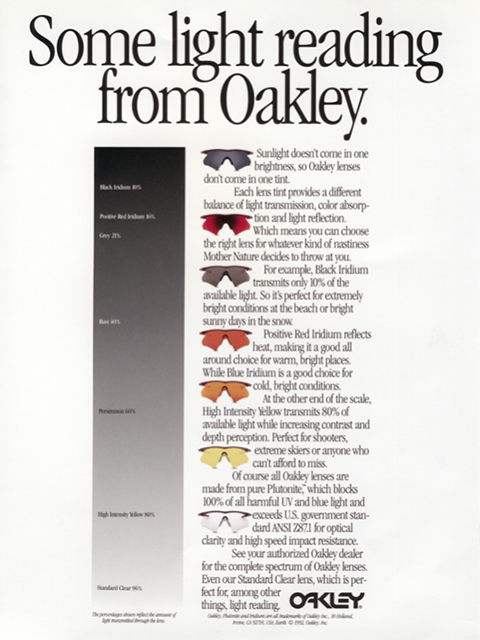 Some light reading
from Oakley.
Black Iridium 10%
Positive Red Iridium 16%
Grey 21%
40%
Persimmon 60%
High Intensity Yellow 80%
Standard Clear 96%
The percentages shown reflect the amount of
light transmitted through the lens.
Sunlight doesn't come in one
brightness, so Oakley lenses
don't come in one tint.
Each lens tint provides a different
balance of light transmission, color absorp-
tion and light reflection.
Which means you can choose
the right lens for whatever kind of nastiness
Mother Nature decides to throw at you.
For example, Black Iridium
transmits only 10% of the
available light. So it's perfect for extremely
bright conditions at the beach or bright
sunny days in the snow.
Positive Red Iridium reflects
heat, making it a good all
around choice for warm, bright places.
While Blue Iridium is a good choice for
cold, bright conditions.
At the other end of the scale,
High Intensity Yellow transmits 80% of
available light while increasing contrast and
depth perception. Perfect for shooters,
extreme skiers or anyone who
can't afford to miss.
Of course all Oakley lenses are
made from pure Plutonite,™ which blocks
100% of all harmful UV and blue light and
exceeds U.S. government stan-
dard ANSI Z87.1 for optical
clarity and high speed impact resistance.
See your authorized Oakley dealer
for the complete spectrum of Oakley lenses.
Even our Standard Clear lens, which is per-
fect for, among other
things, light reading.
OAKLEY
Oakley, Plutonite and Iridium are all trademarks of Oakley Inc., 10 Holland,
Irvine, CA 92718, USA, Earth © 1992, Oakley, Inc.